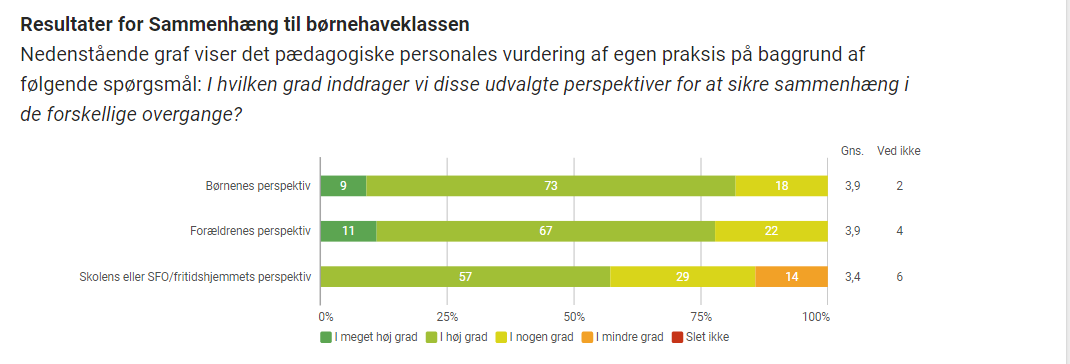 Resultater for Sammenhæng til børnehaveklassen
Nedenstående graf viser det pædagogiske personales vurdering af egen praksis på baggrund af
følgende spørgsmål: I hvilken grad inddrager vi disse udvalgte perspektiver for at sikre sammenhæng i
de forskellige overgange?
Gns. Ved ikke
Børnenes perspektiv 9 73 18 3,9 2
Forældrenes perspektiv 11 67 22 3,9 4
Skolens eller SFO/fritidshjemmets perspektiv 57 29 14 3,4 6
0% 25% 50% 75% 100%
I meget høj grad I høj grad I nogen grad I mindre grad Slet ikke